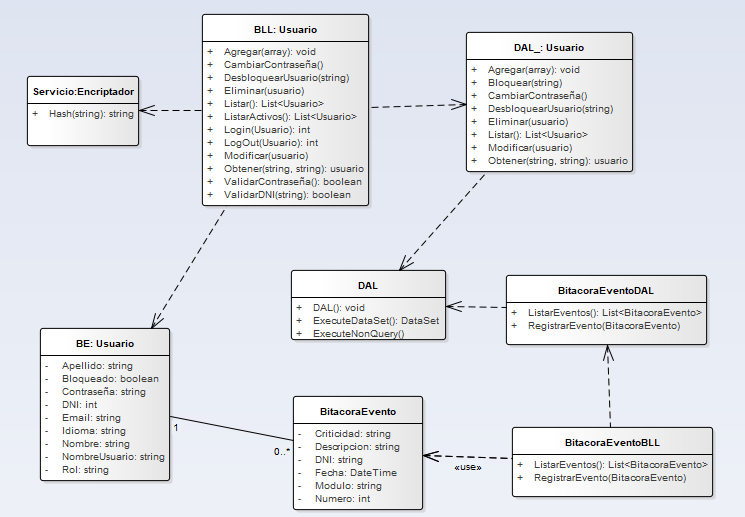 BLL: Usuario
+ Agregar(array): void
+ CambiarContraseña()
+ DesbloquearUsuario(string)
+ Eliminar(usuario)
+ Listar(): List<Usuario>
+ ListarActivos(): List<Usuario>
+ Login(Usuario): int
+ LogOut(Usuario): int
+ Modificar(usuario)
+ Obtener(string, string): usuario
+ ValidarContraseña(): boolean
+ ValidarDNI(string): boolean
DAL_: Usuario
+ Agregar(array): void
+ Bloquear(string)
+ CambiarContraseña()
+ DesbloquearUsuario(string)
+ Eliminar(usuario)
+ Listar(): List<Usuario>
+ Modificar(usuario)
+ Obtener(string, string): usuario
Servicio:Encriptador
+ Hash(string): string
DAL
+ DAL(): void
+ ExecuteDataSet(): DataSet
+ ExecuteNonQuery()
BitacoraEventoDAL
+ ListarEventos(): List<BitacoraEvento>
+ RegistrarEvento(BitacoraEvento)
BE: Usuario
- Apellido: string
- Bloqueado: boolean
- Contraseña: string
- DNI: int
- Email: string
- Idioma: string
- Nombre: string
- NombreUsuario: string
- Rol: string
1
0..*
BitacoraEvento
- Criticidad: string
- Descripcion: string
- DNI: string
- Fecha: DateTime
- Modulo: string
- Numero: int
«use»
BitacoraEventoBLL
+ ListarEventos(): List<BitacoraEvento>
+ RegistrarEvento(BitacoraEvento)